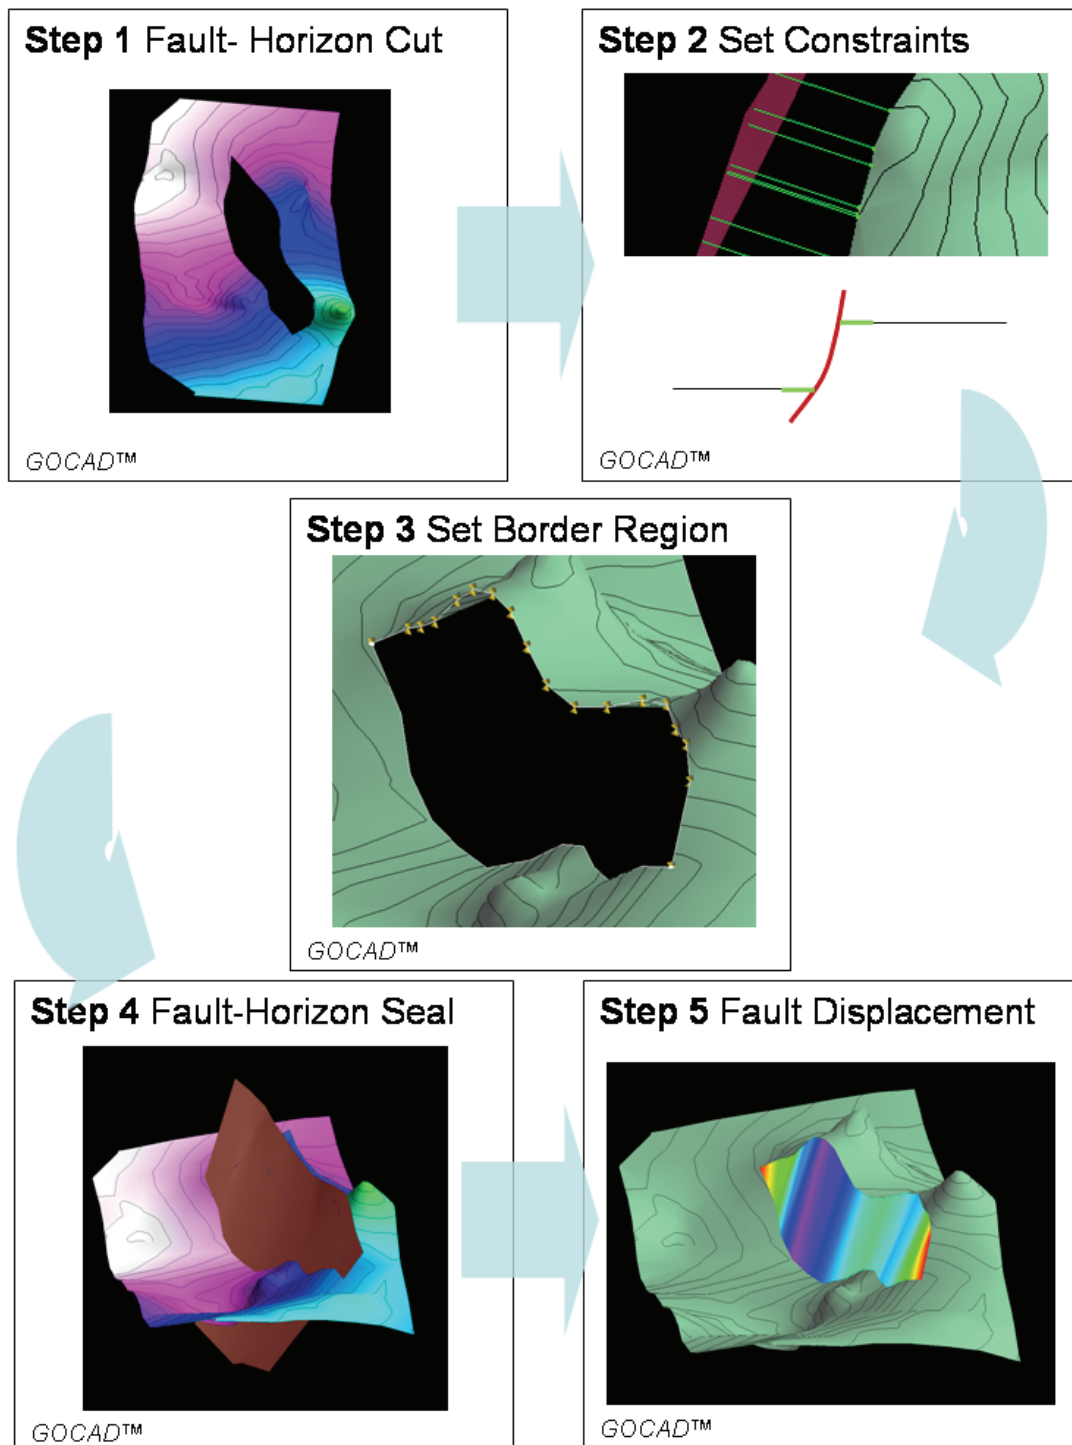 Step 1 Fault- Horizon Cut
GOCAD™
Step 2 Set Constraints
GOCAD™
Step 3 Set Border Region
GOCAD™
Step 4 Fault-Horizon Seal
GOCAD™
Step 5 Fault Displacement
GOCAD™